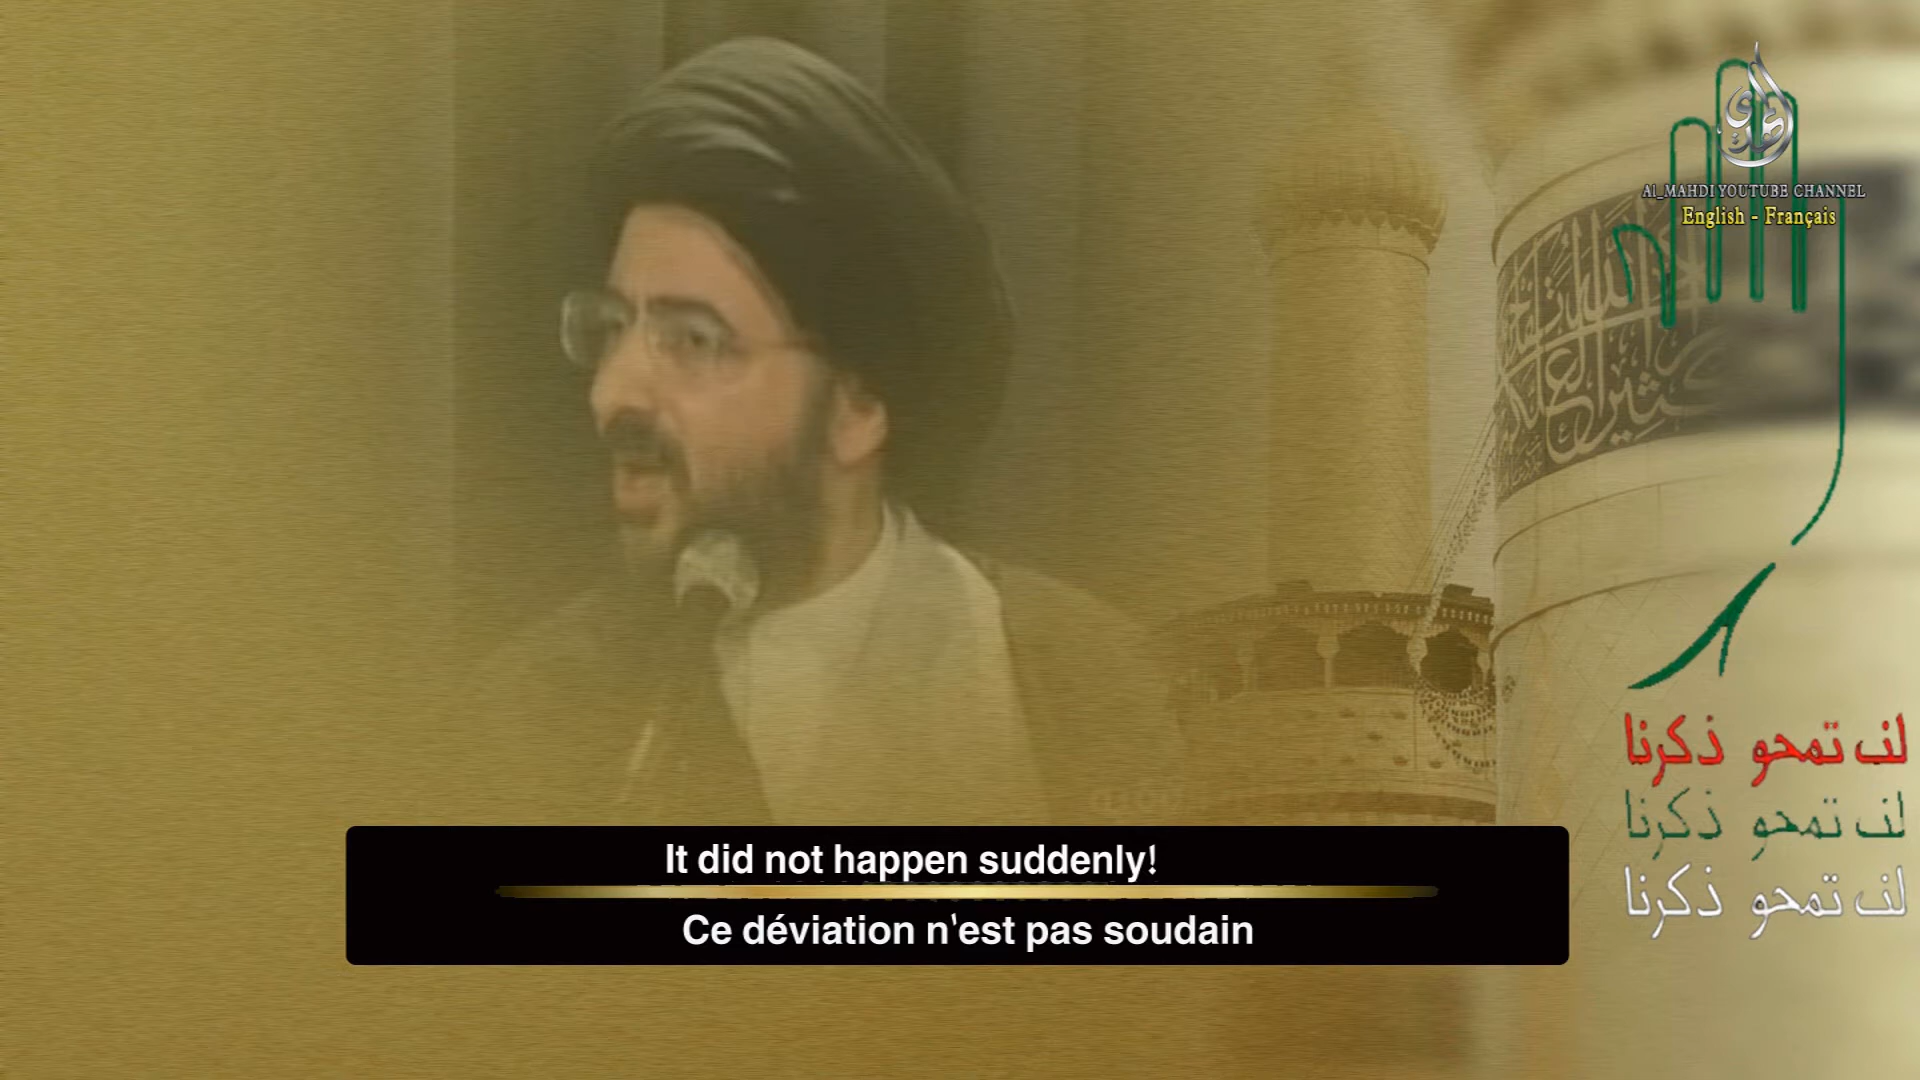 المهدي
Al_MAHDI YOUTUBE CHANNEL
English - Français
لن تمحو ذكرنا
لن تمحو ذكرنا
لن تمحو ذكرنا
It did not happen suddenly!
Ce déviation n'est pas soudain